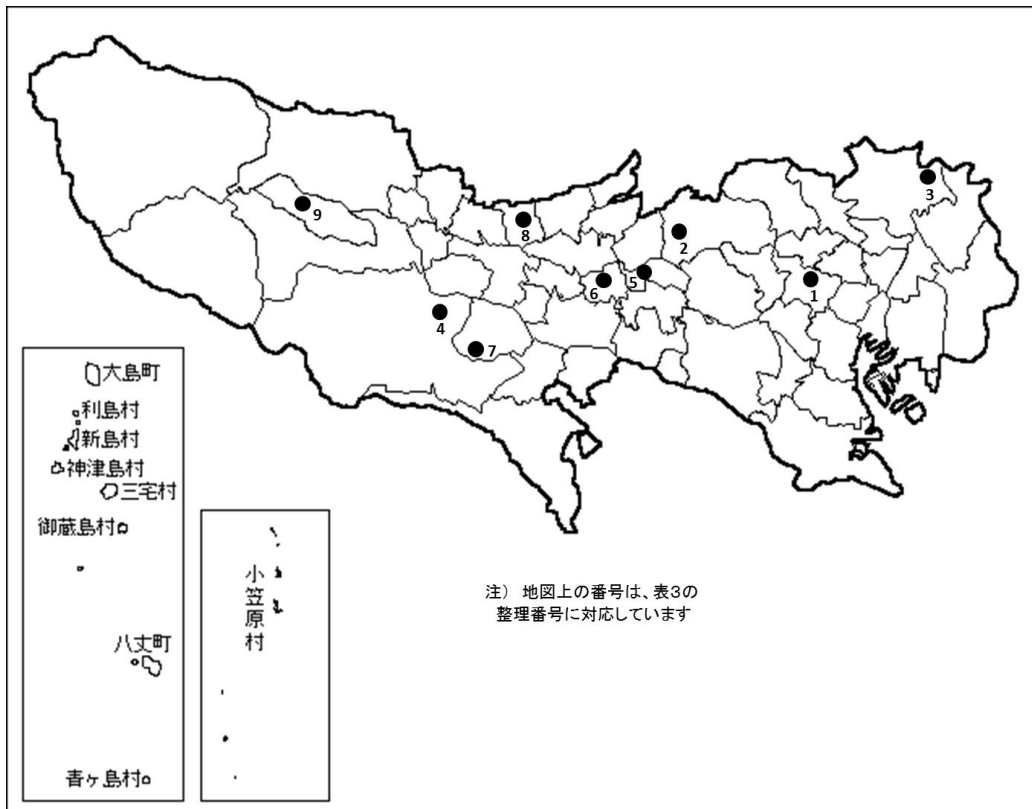 3
9
8
2
5
6
1
4
7
大島町
利島村
新島村
神津島村
三宅村
御蔵島村
八丈町
青ヶ島村
小笠原村
注） 地図上の番号は、表３の
整理番号に対応しています